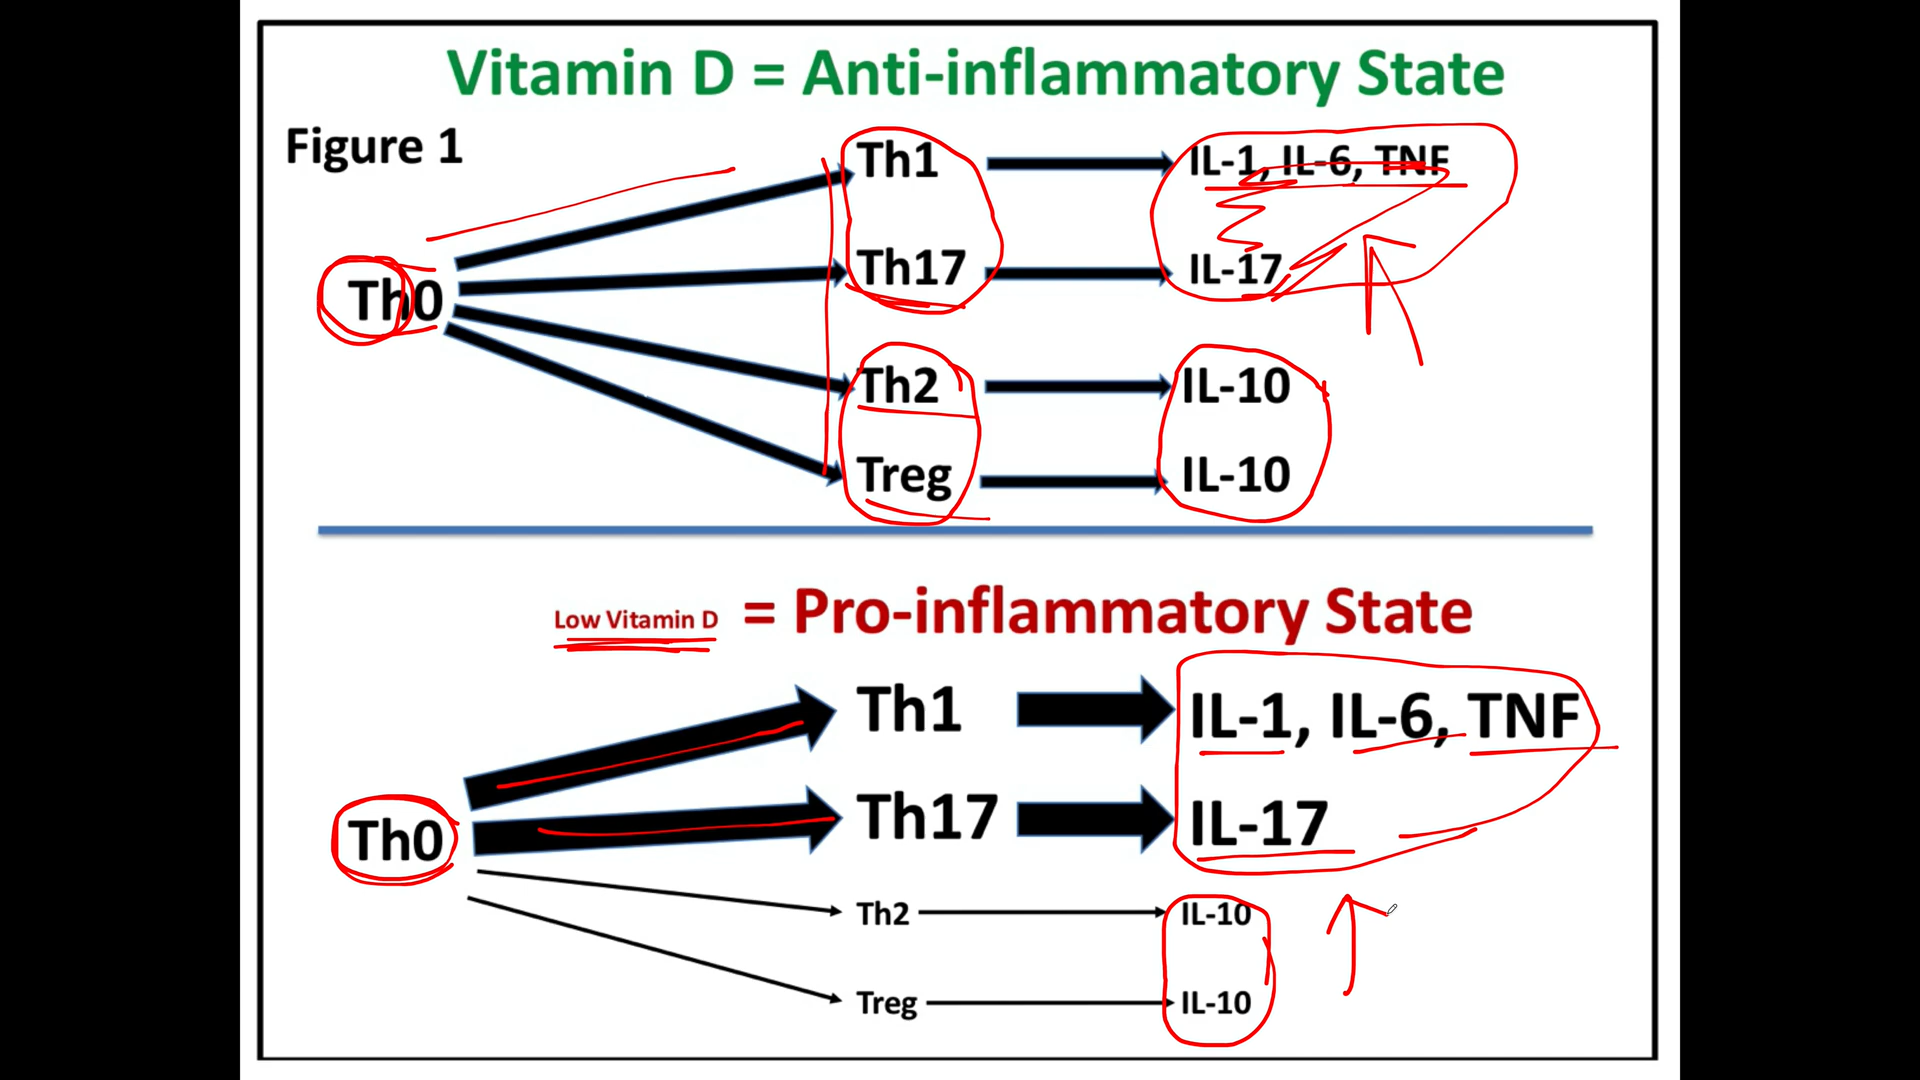 Vitamin D = Anti-inflammatory State
Figure 1
Th0
Th1
IL-1, IL-6, TNF
Th17
IL-17
Th2
IL-10
Treg
IL-10
Low Vitamin D = Pro-inflammatory State
Th0
Th1
IL-1, IL-6, TNF
Th17
IL-17
Th2
IL-10
Treg
IL-10